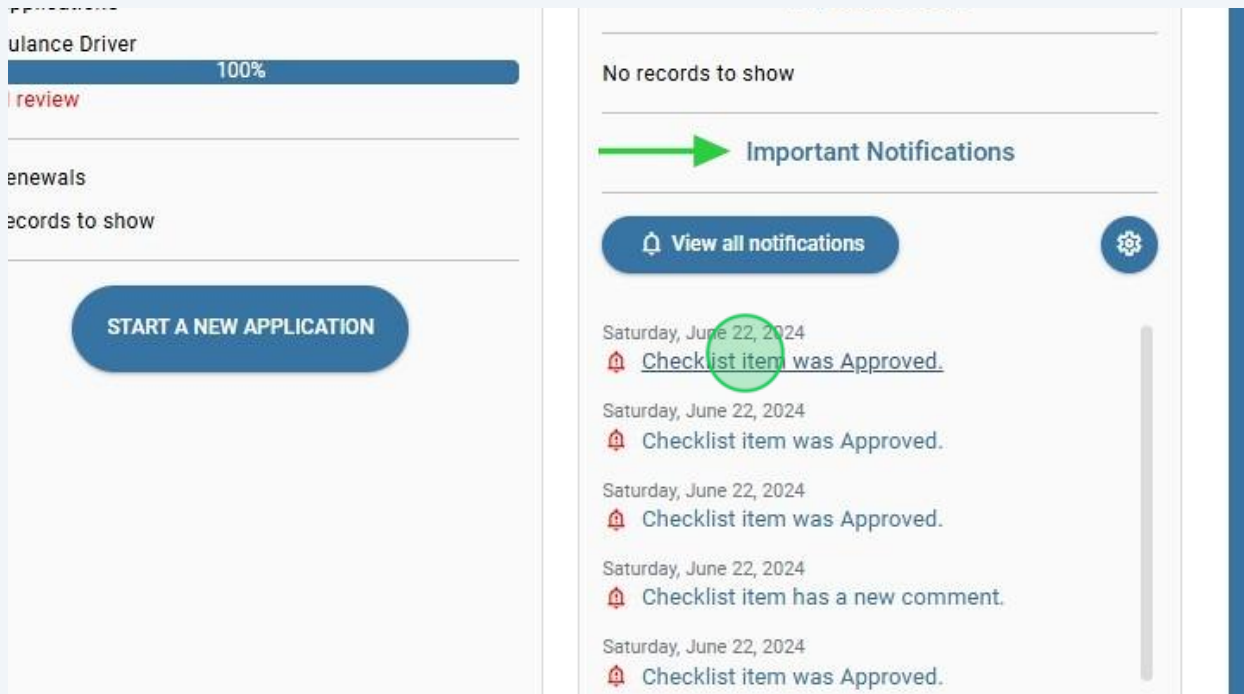 ulance Driver
100%
review
enewals
ecords to show
START A NEW APPLICATION
No records to show
Important Notifications
View all notifications
Saturday, June 22, 2024
Checklist item was Approved.
Saturday, June 22, 2024
Checklist item was Approved.
Saturday, June 22, 2024
Checklist item was Approved.
Saturday, June 22, 2024
Checklist item has a new comment.
Saturday, June 22, 2024
Checklist item was Approved.